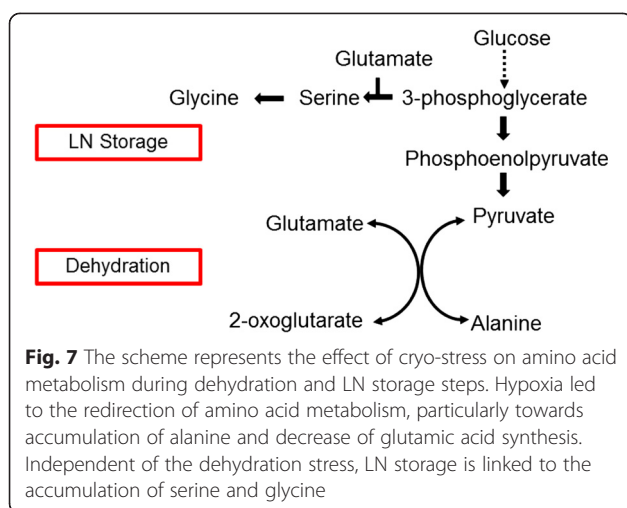 Glucose
Glutamate
Glycine Serine 3-phosphoglycerate
LN Storage
Phosphoenolpyruvate
Glutamate Pyruvate
Dehydration
2-oxoglutarate Alanine
Fig. 7 The scheme represents the effect of cryo-stress on amino acid
metabolism during dehydration and LN storage steps. Hypoxia led
to the redirection of amino acid metabolism, particularly towards
accumulation of alanine and decrease of glutamic acid synthesis.
Independent of the dehydration stress, LN storage is linked to the
accumulation of serine and glycine